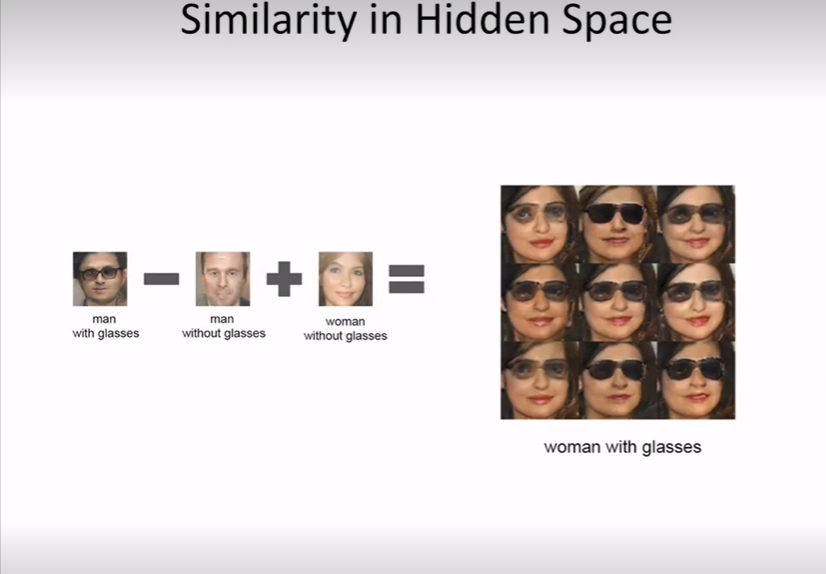 Similarity in Hidden Space
man
with glasses
man
without glasses
woman
without glasses
woman with glasses